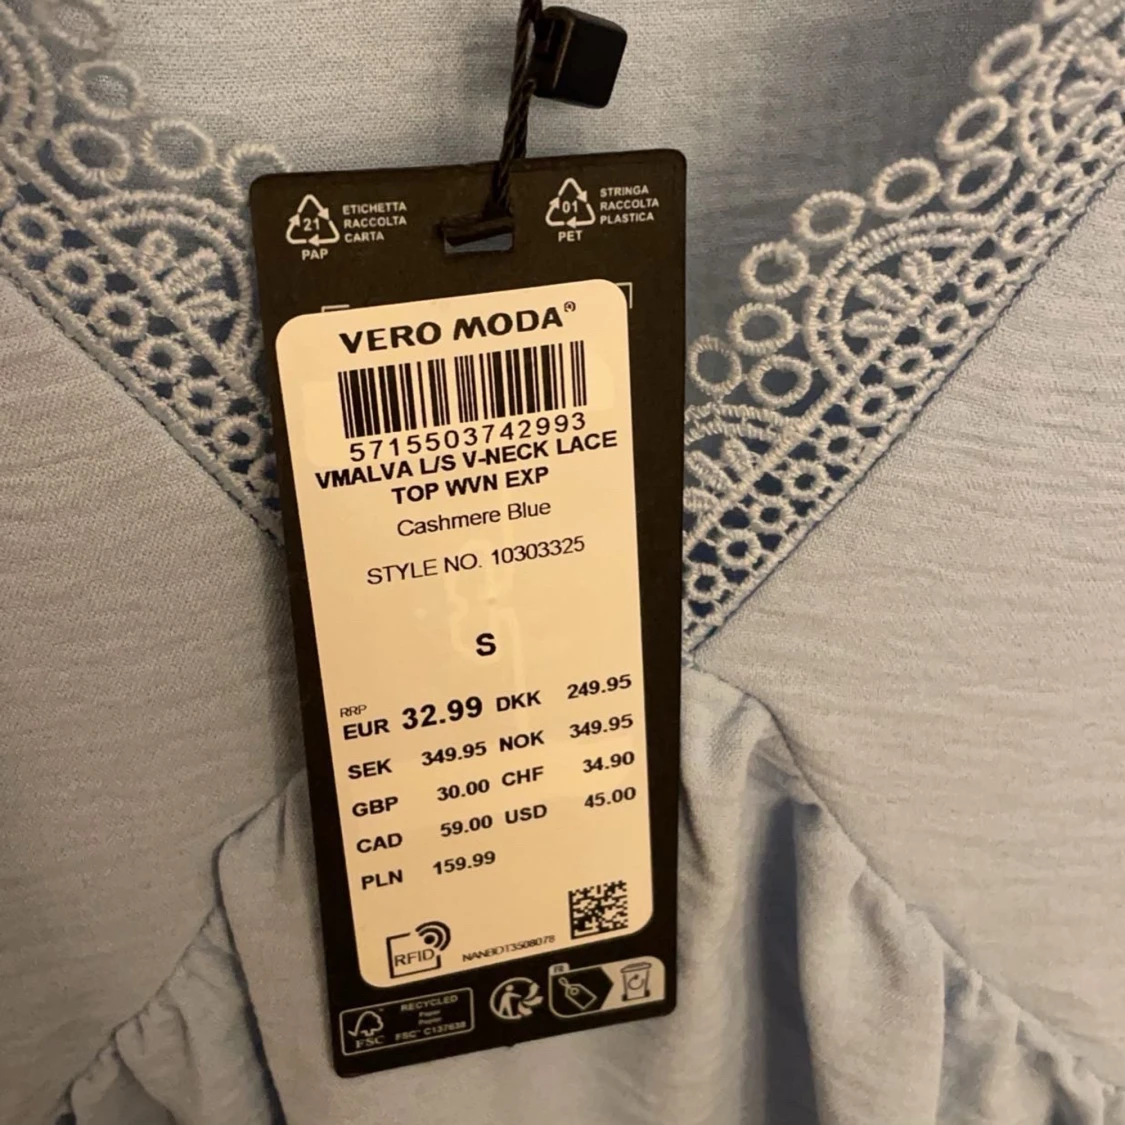 21
PAP
ETICHETTA
RACCOLTA
CARTA
01
PET
STRINGA
RACCOLTA
PLASTICA
VERO MODA®
5715503742993
VMALVA L/S V-NECK LACE
TOP WVN EXP
Cashmere Blue
STYLE NO. 10303325
S
RRP
EUR 32.99 DKK 249.95
SEK 349.95 NOK 349.95
GBP 30.00 CHF 34.90
CAD 59.00 USD 45.00
PLN 159.99
RFID
FSC
RECYCLED
Paper
FR